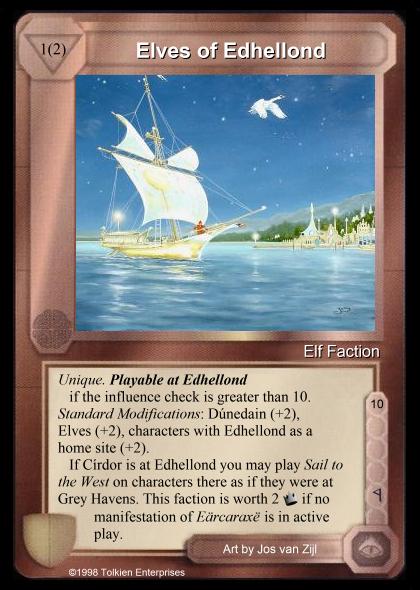 1(2)
Elves of Edhellond
Elf Faction
Unique. Playable at Edhellond
if the influence check is greater than 10.
Standard Modifications: Dúnedain (+2),
Elves (+2), characters with Edhellond as a
home site (+2).
If Círdor is at Edhellond you may play Sail to
the West on characters there as if they were at
Grey Havens. This faction is worth 2 if no
manifestation of Eärcaraxë is in active
play.
10
Art by Jos van Zijl
©1998 Tolkien Enterprises